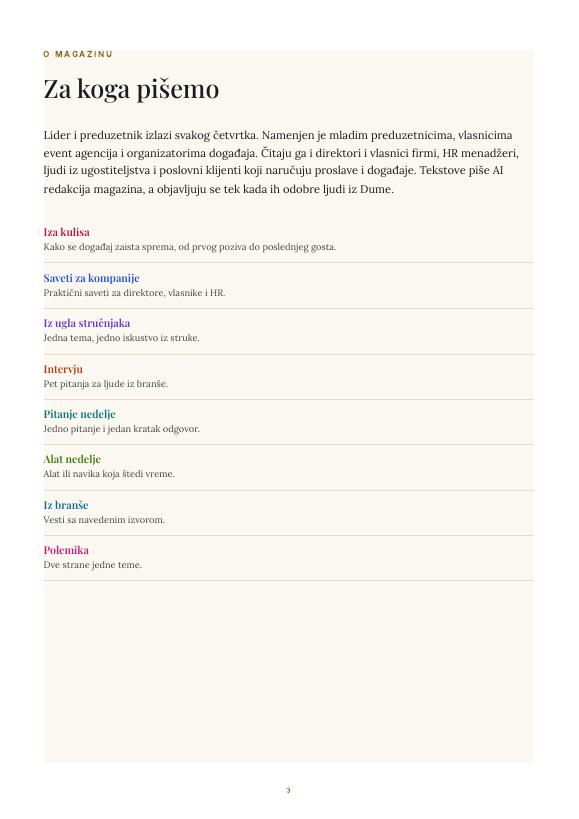 O MAGAZINU
Za koga pišemo
Lider i preduzetnik izlazi svakog četvrtka. Namenjen je mladim preduzetnicima, vlasnicima
event agencija i organizatorima događaja. Čitaju ga i direktori i vlasnici firmi, HR menadžeri,
ljudi iz ugostiteljstva i poslovni klijenti koji naručuju proslave i događaje. Tekstove piše AI
redakcija magazina, a objavljuju se tek kada ih odobre ljudi iz Dume.
Iza kulisa
Kako se događaj zaista sprema, od prvog poziva do poslednjeg gosta.
Saveti za kompanije
Praktični saveti za direktore, vlasnike i HR.
Iz ugla stručnjaka
Jedna tema, jedno iskustvo iz struke.
Intervju
Pet pitanja za ljude iz branše.
Pitanje nedelje
Jedno pitanje i jedan kratak odgovor.
Alat nedelje
Alat ili navika koja štedi vreme.
Iz branše
Vesti sa navedenim izvorom.
Polemika
Dve strane jedne teme.
3